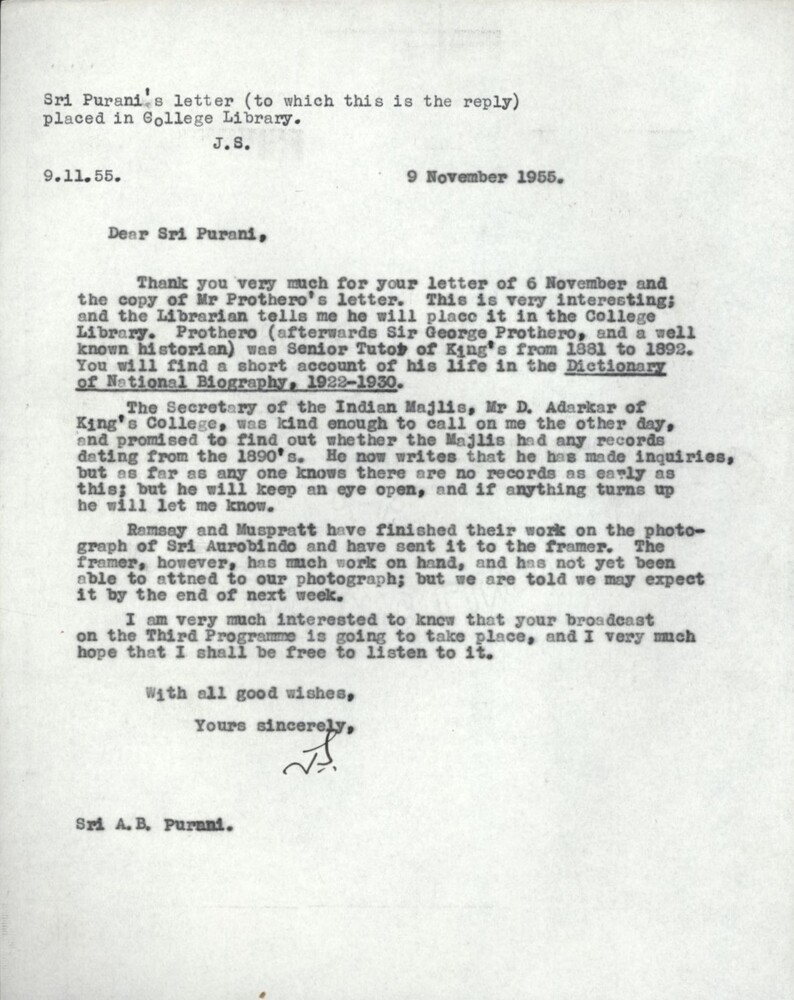 Sri Purani's letter (to which this is the reply)
placed in College Library.
J.S.
9.11.55.
9 November 1955.
Dear Sri Purani,
Thank you very much for your letter of 6 November and
the copy of Mr Prothero's letter. This is very interesting;
and the Librarian tells me he will place it in the College
Library. Prothero (afterwards Sir George Prothero, and a well
known historian) was Senior Tutor of King's from 1881 to 1892.
You will find a short account of his life in the Dictionary
of National Biography, 1922-1930.
The Secretary of the Indian Majlis, Mr D. Adarkar of
King's College, was kind enough to call on me the other day,
and promised to find out whether the Majlis had any records
dating from the 1890's. He now writes that he has made inquiries,
but as far as any one knows there are no records as early as
this; but he will keep an eye open, and if anything turns up
he will let me know.
Ramsay and Muspratt have finished their work on the photo-
graph of Sri Aurobindo and have sent it to the framer. The
framer, however, has much work on hand, and has not yet been
able to attned to our photograph; but we are told we may expect
it by the end of next week.
I am very much interested to know that your broadcast
on the Third Programme is going to take place, and I very much
hope that I shall be free to listen to it.
With all good wishes,
Yours sincerely,
J.S.
Sri A.B. Purani.